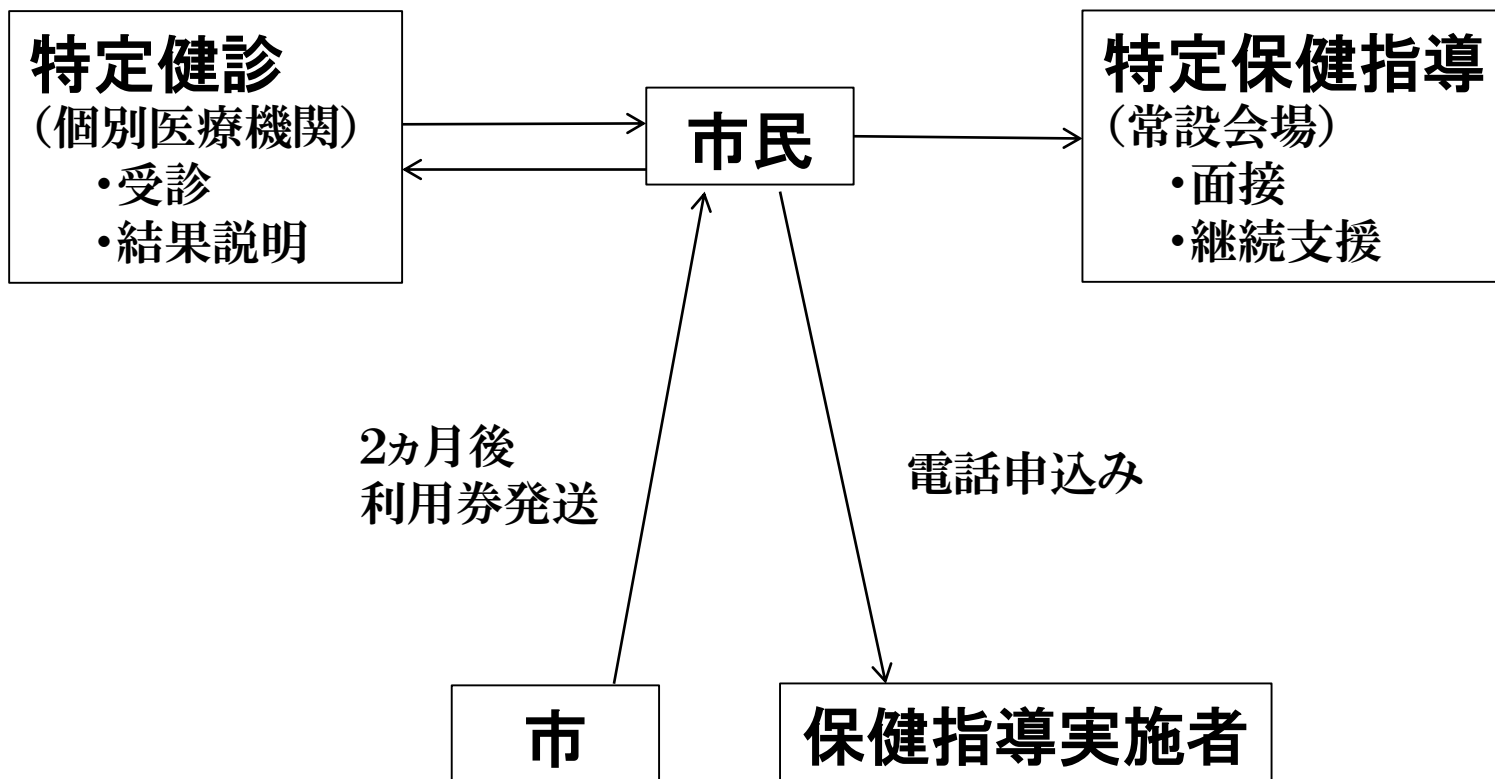 特定健診
(個別医療機関)
・受診
・結果説明
市民
特定保健指導
(常設会場)
・面接
・継続支援
2ヵ月後
利用券発送
電話申込み
市
保健指導実施者